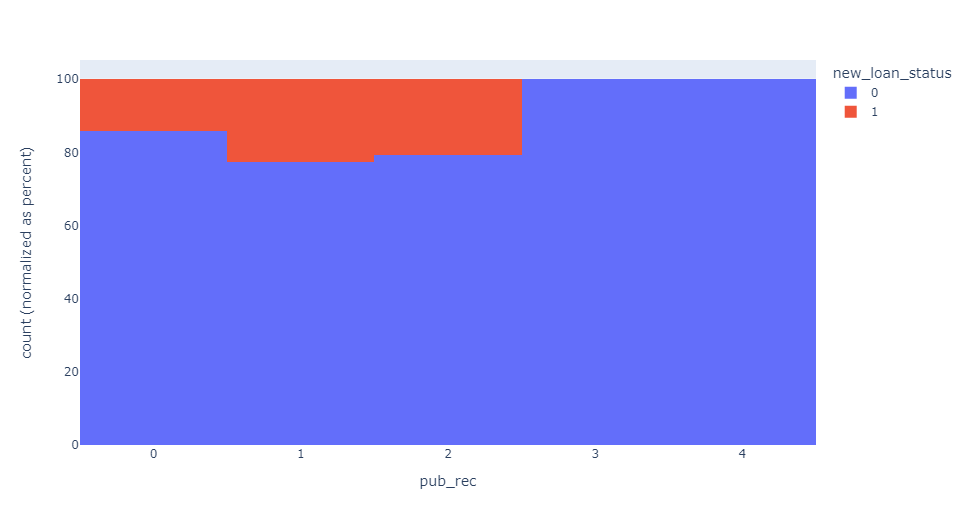 new_loan_status
0
1
100
80
60
40
20
0
count (normalized as percent)
0 1 2 3 4
pub_rec